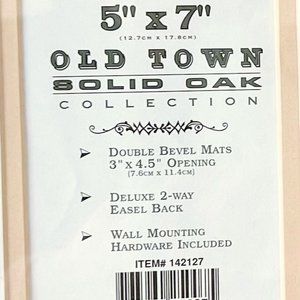 5" x 7"
(12.7cm x 17.8cm)
OLD TOWN
SOLID OAK
COLLECTION
➢ DOUBLE BEVEL MATS
3" X 4.5" OPENING
(7.6CM X 11.4CM)
➢ DELUXE 2-WAY
EASEL BACK
➢ WALL MOUNTING
HARDWARE INCLUDED
ITEM# 142127